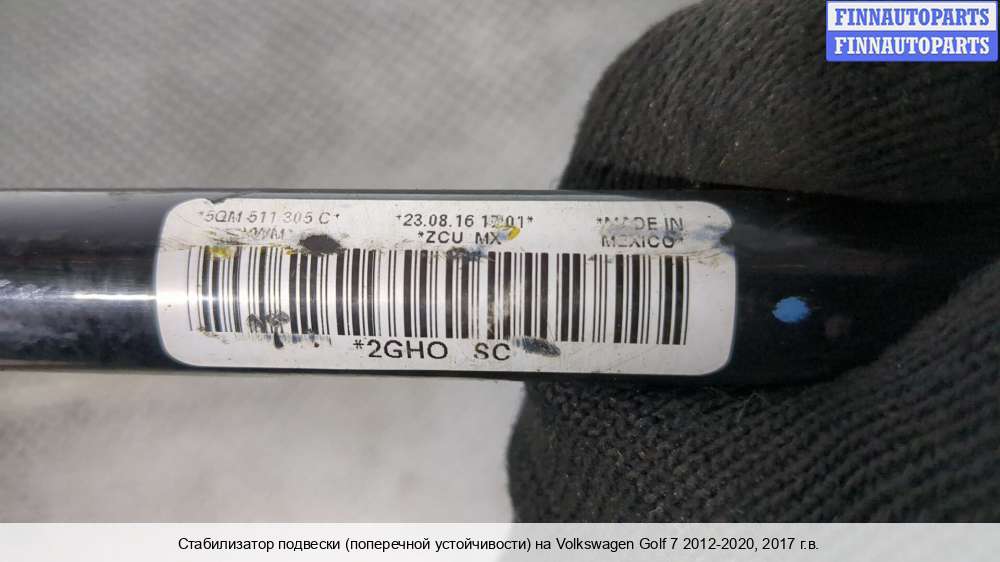 FINNAUTOPARTS
FINNAUTOPARTS
*5QM 511 305 C* *23.08.16 *MADE IN
*ZCU MX MEXICO*
*2GHO SC
Стабилизатор подвески (поперечной устойчивости) на Volkswagen Golf 7 2012-2020, 2017 г.в.